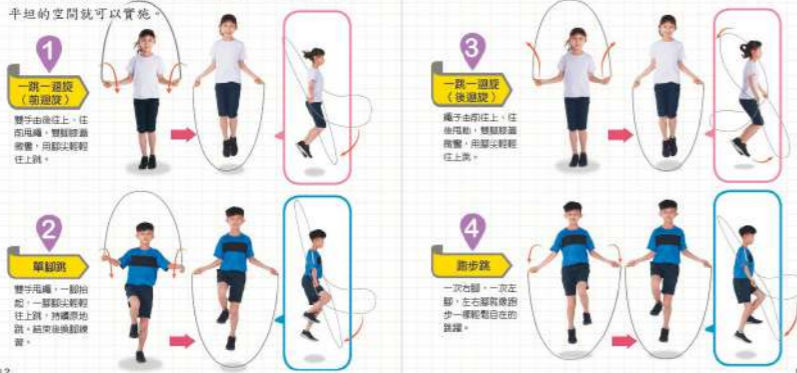 平坦的空間就可以實施。
1
一跳一迴旋
（前迴旋）
雙手由後往上、往
前甩繩，雙腳膝蓋
微彎，用腳尖輕輕
往上跳。
2
單腳跳
雙手甩繩，一腳抬
起，一腳腳尖輕輕
往上跳，持續原地
跳。結束後換腳練
習。
3
一跳一迴旋
（後迴旋）
繩子由前往上、往
後甩動，雙腳膝蓋
微彎，用腳尖輕輕
往上跳。
4
跑步跳
一次右腳，一次左
腳，左右腳就像跑
步一樣輕鬆自在的
跳躍。